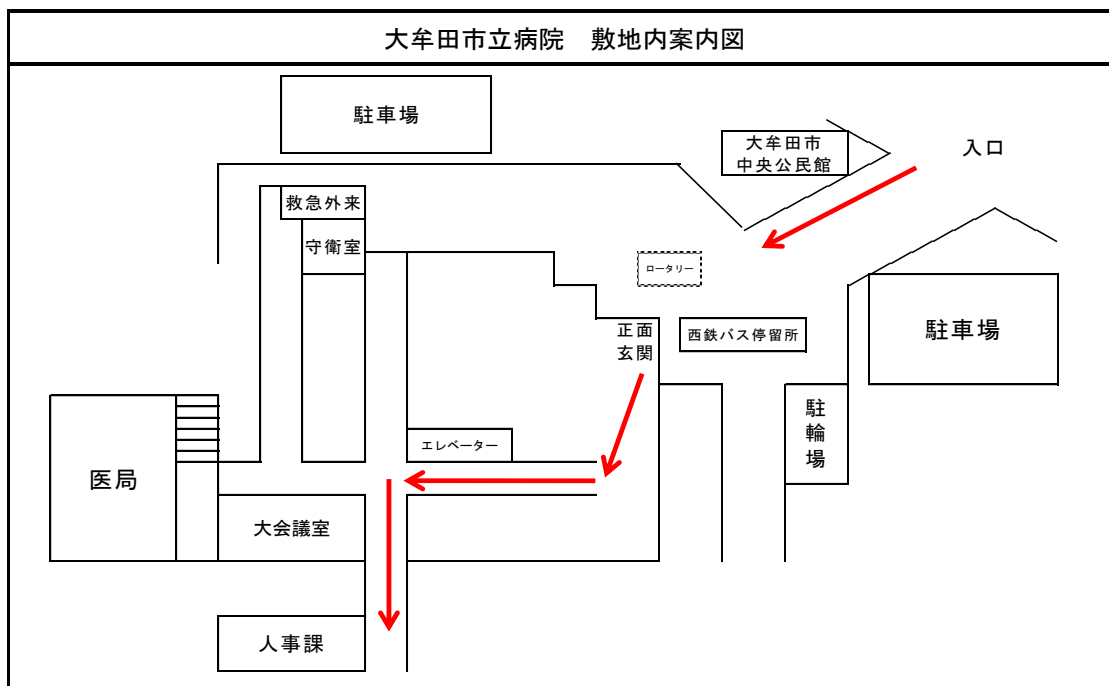 大牟田市立病院　敷地内案内図
駐車場
大牟田市
中央公民館
入口
救急外来
守衛室
ロータリー
正面
玄関
西鉄バス停留所
駐車場
駐輪場
エレベーター
医局
大会議室
人事課